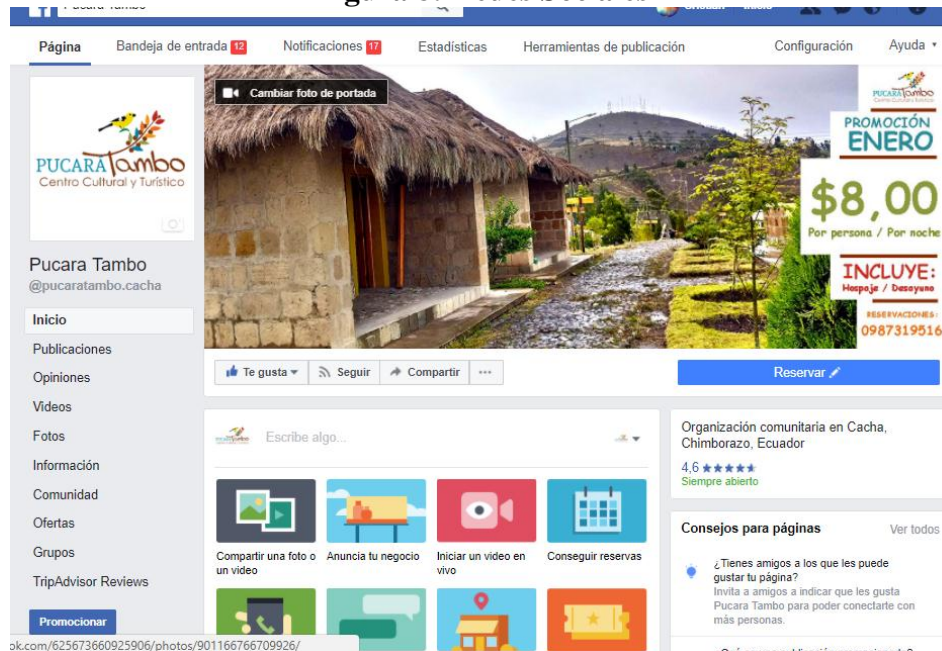 Pucara Tambo
Redes Sociales
Cristian
Inicio
Página
Bandeja de entrada 12
Notificaciones 17
Estadísticas
Herramientas de publicación
Configuración
Ayuda
PUCARA Tambo
Centro Cultural y Turístico
Cambiar foto de portada
PUCARA Tambo
Centro Cultural y Turístico
PROMOCIÓN
ENERO
$8,00
Por persona / Por noche
INCLUYE:
Hospaje / Desayuno
RESERVACIONES:
0987319516
Pucara Tambo
@pucaratambo.cacha
Inicio
Publicaciones
Opiniones
Videos
Fotos
Información
Comunidad
Ofertas
Grupos
TripAdvisor Reviews
Promocionar
Te gusta
Seguir
Compartir
Reservar
Escribe algo...
Compartir una foto o
un video
Anuncia tu negocio
Iniciar un video en
vivo
Conseguir reservas
Organización comunitaria en Cacha,
Chimborazo, Ecuador
4,6
Siempre abierto
Consejos para páginas
Ver todos
¿Tienes amigos a los que les puede
gustar tu página?
Invita a amigos a indicar que les gusta
Pucara Tambo para poder conectarte con
más personas.
ok.com/625673660925906/photos/901166766709926/